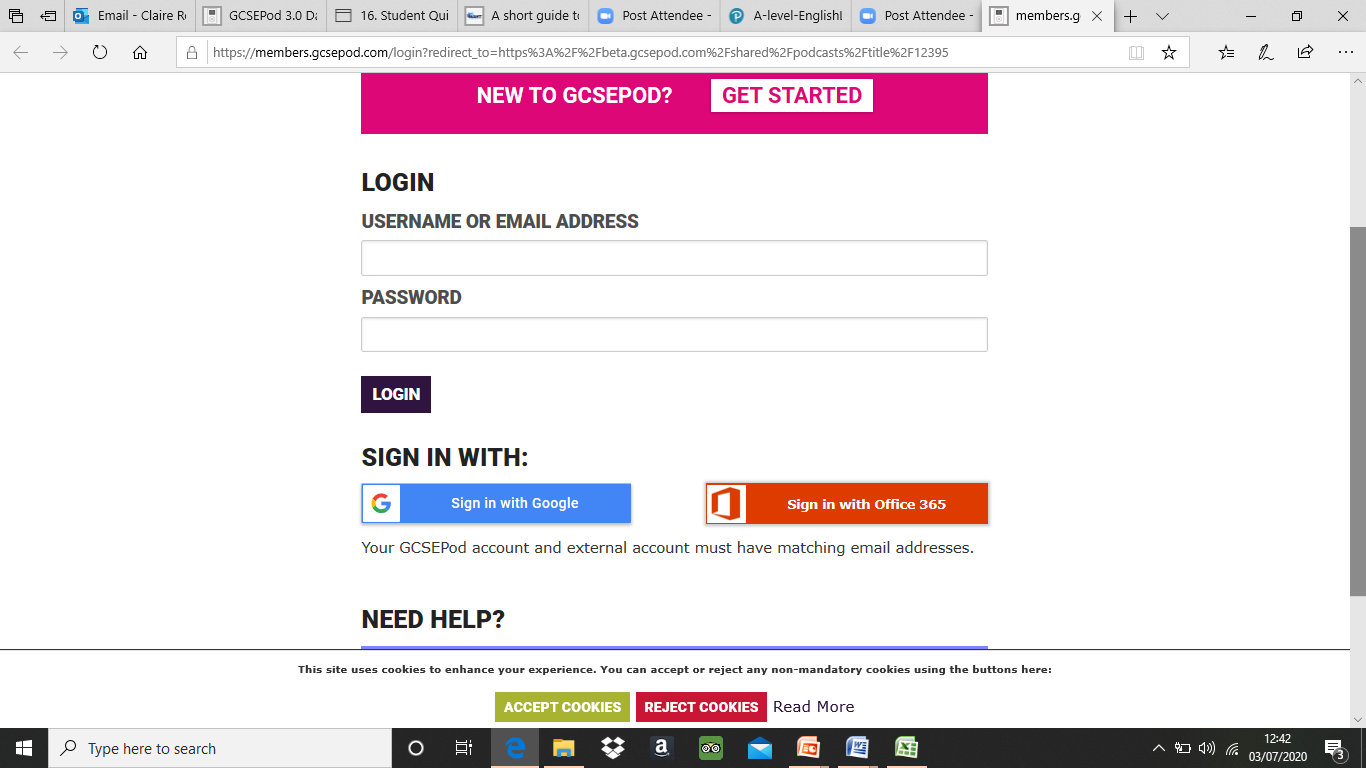 Email - Claire R
GCSEPod 3.0 Da
16. Student Qui
A short guide to
Post Attendee -
A-level-Englishl
Post Attendee -
members.g
https://members.gcsepod.com/login?redirect_to=https%3A%2F%2Fbeta.gcsepod.com%2Fshared%2Fpodcasts%2Ftitle%2F12395
NEW TO GCSEPOD? GET STARTED
LOGIN
USERNAME OR EMAIL ADDRESS
PASSWORD
LOGIN
SIGN IN WITH:
Sign in with Google
Sign in with Office 365
Your GCSEPod account and external account must have matching email addresses.
NEED HELP?
This site uses cookies to enhance your experience. You can accept or reject any non-mandatory cookies using the buttons here:
ACCEPT COOKIES REJECT COOKIES Read More
Type here to search
12:42
03/07/2020
3